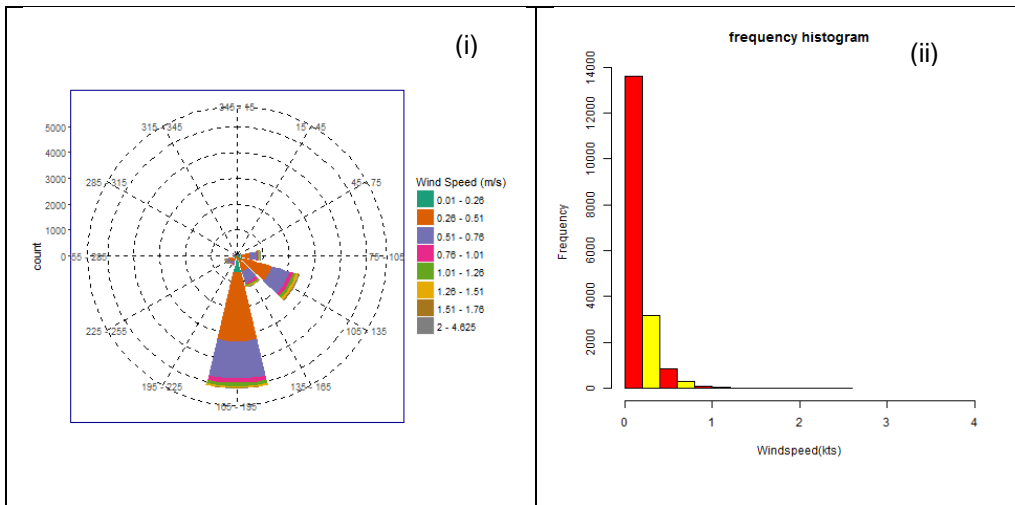 (i)
345 - 15
315 - 345
15 - 45
285 - 315
45 - 75
55 - 285
75 - 105
225 - 255
105 - 135
195 - 225
135 - 165
165 - 195
5000
4000
3000
2000
1000
0
count
Wind Speed (m/s)
0.01 - 0.26
0.26 - 0.51
0.51 - 0.76
0.76 - 1.01
1.01 - 1.26
1.26 - 1.51
1.51 - 1.76
2 - 4.625
frequency histogram
(ii)
14000
12000
10000
8000
6000
4000
2000
0
Frequency
0 1 2 3 4
Windspeed(kts)